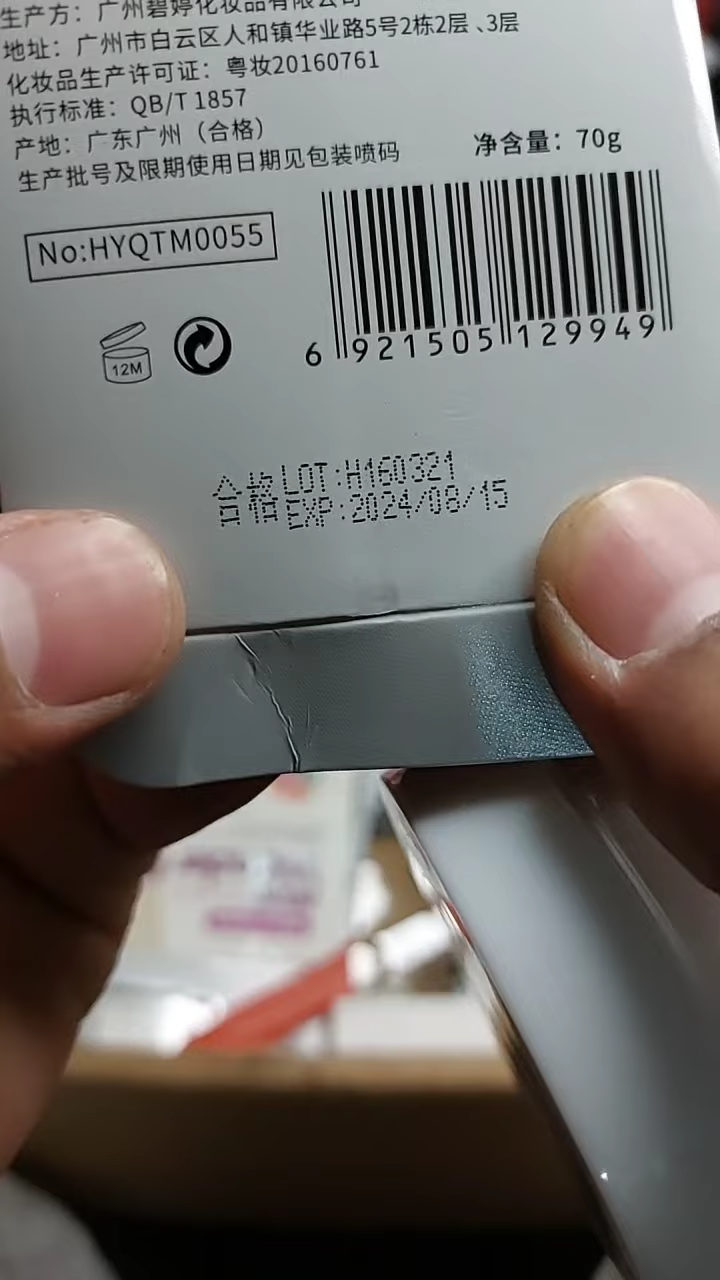 生产方：广州碧婷化妆品有限公司
地址：广州市白云区人和镇华业路5号2栋2层、3层
化妆品生产许可证：粤妆20160761
执行标准：QB/T 1857
产地：广东广州（合格）
生产批号及限期使用日期见包装喷码
净含量：70g
No:HYQTM0055
12M
6 921505 129949
合格 LOT:H160321
EXP:2024/08/15